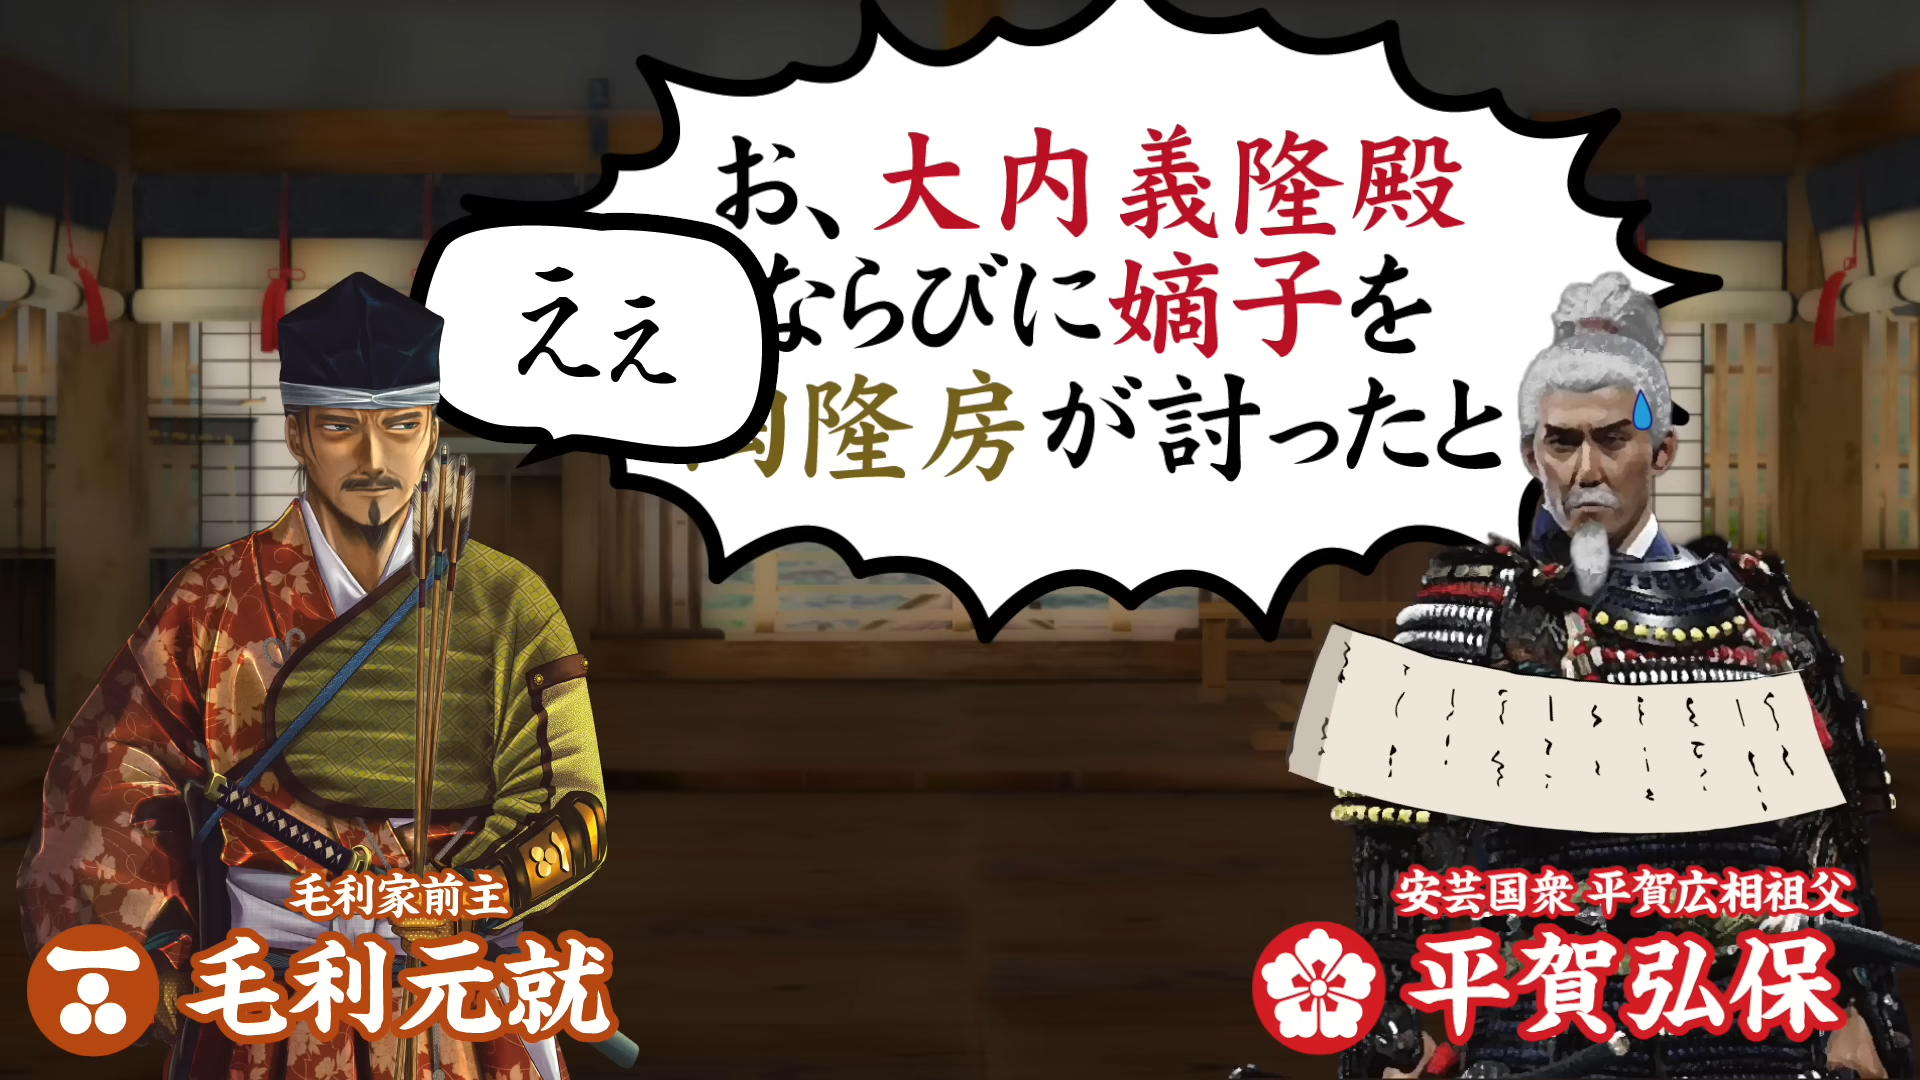 お、大内義隆殿
ならびに嫡子を
隆房が討ったと
ええ
毛利家前主
毛利元就
安芸国衆 平賀広相祖父
平賀弘保